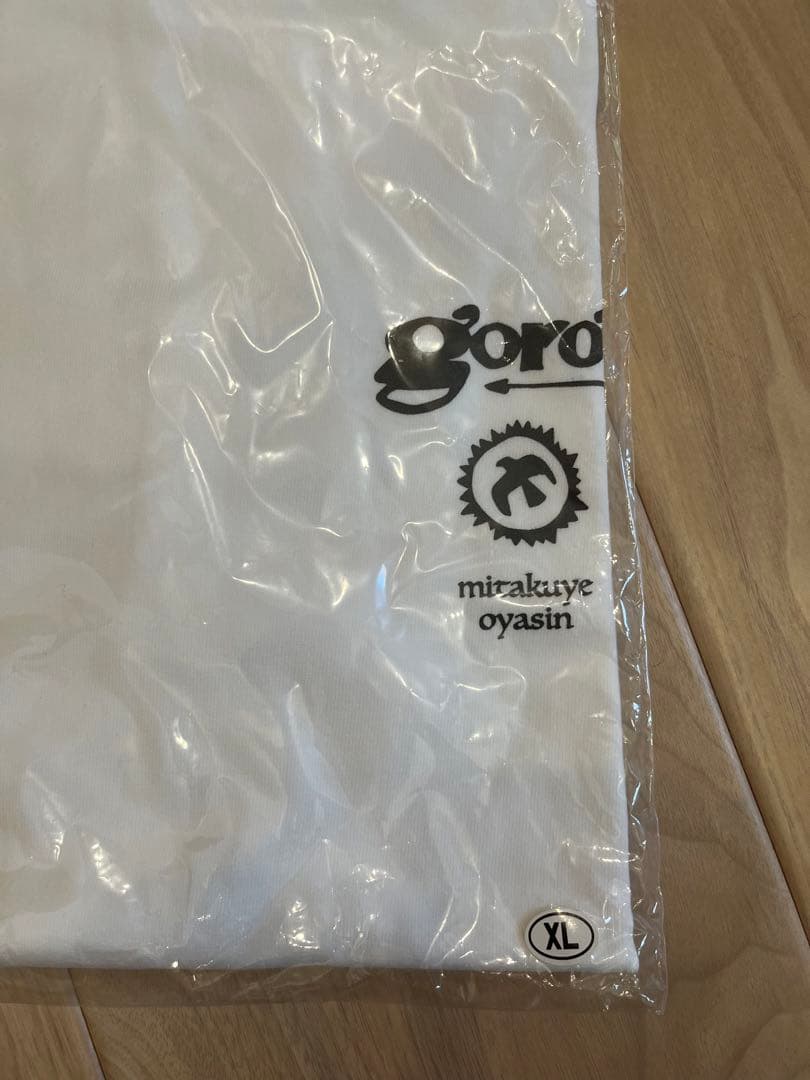 goro'
mitakuye
oyasin
XL